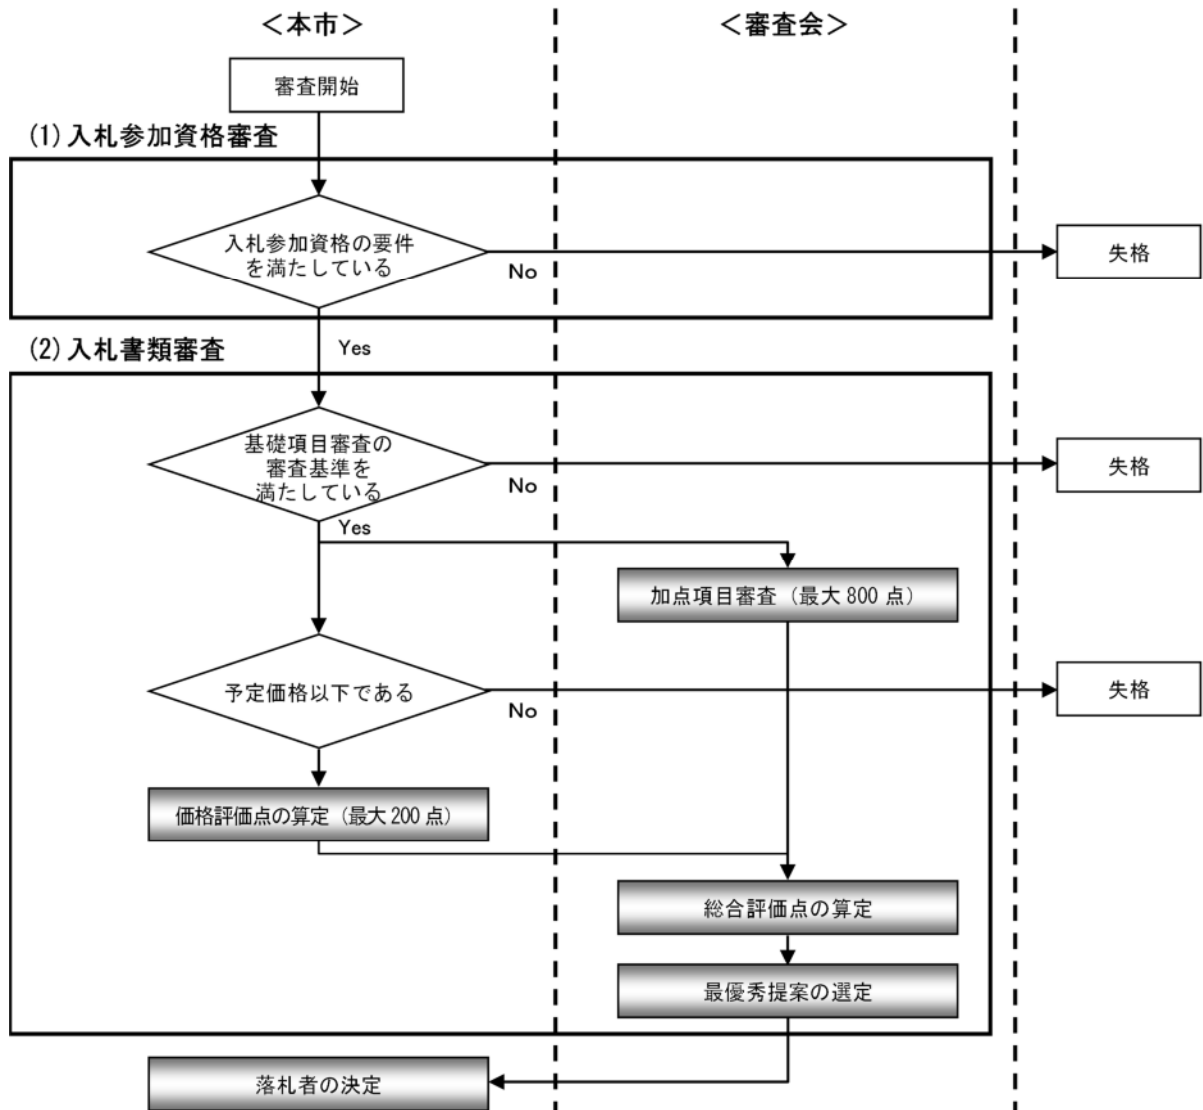 ＜本市＞
＜審査会＞
審査開始
(1) 入札参加資格審査
入札参加資格の要件
を満たしている
No
失格
Yes
(2) 入札書類審査
基礎項目審査の
審査基準を
満たしている
No
失格
Yes
加点項目審査（最大 800 点）
予定価格以下である
No
失格
価格評価点の算定（最大 200 点）
総合評価点の算定
最優秀提案の選定
落札者の決定